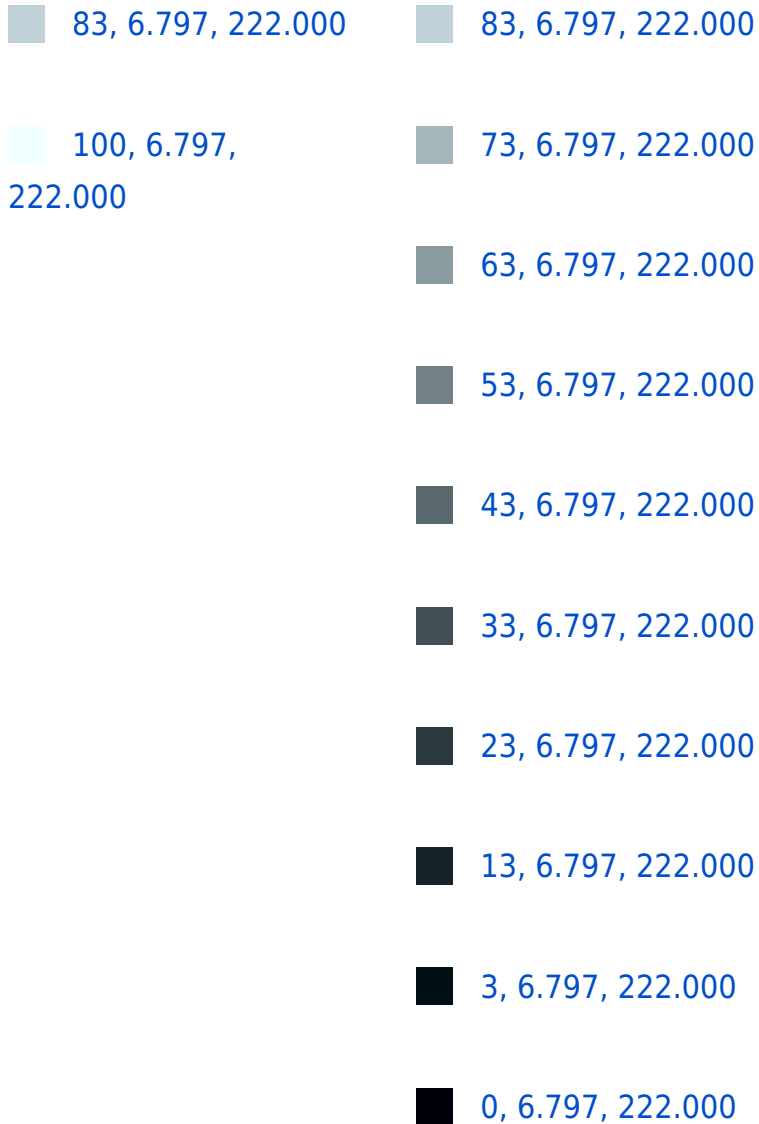 83, 6.797, 222.000
100, 6.797,
222.000
83, 6.797, 222.000
73, 6.797, 222.000
63, 6.797, 222.000
53, 6.797, 222.000
43, 6.797, 222.000
33, 6.797, 222.000
23, 6.797, 222.000
13, 6.797, 222.000
3, 6.797, 222.000
0, 6.797, 222.000